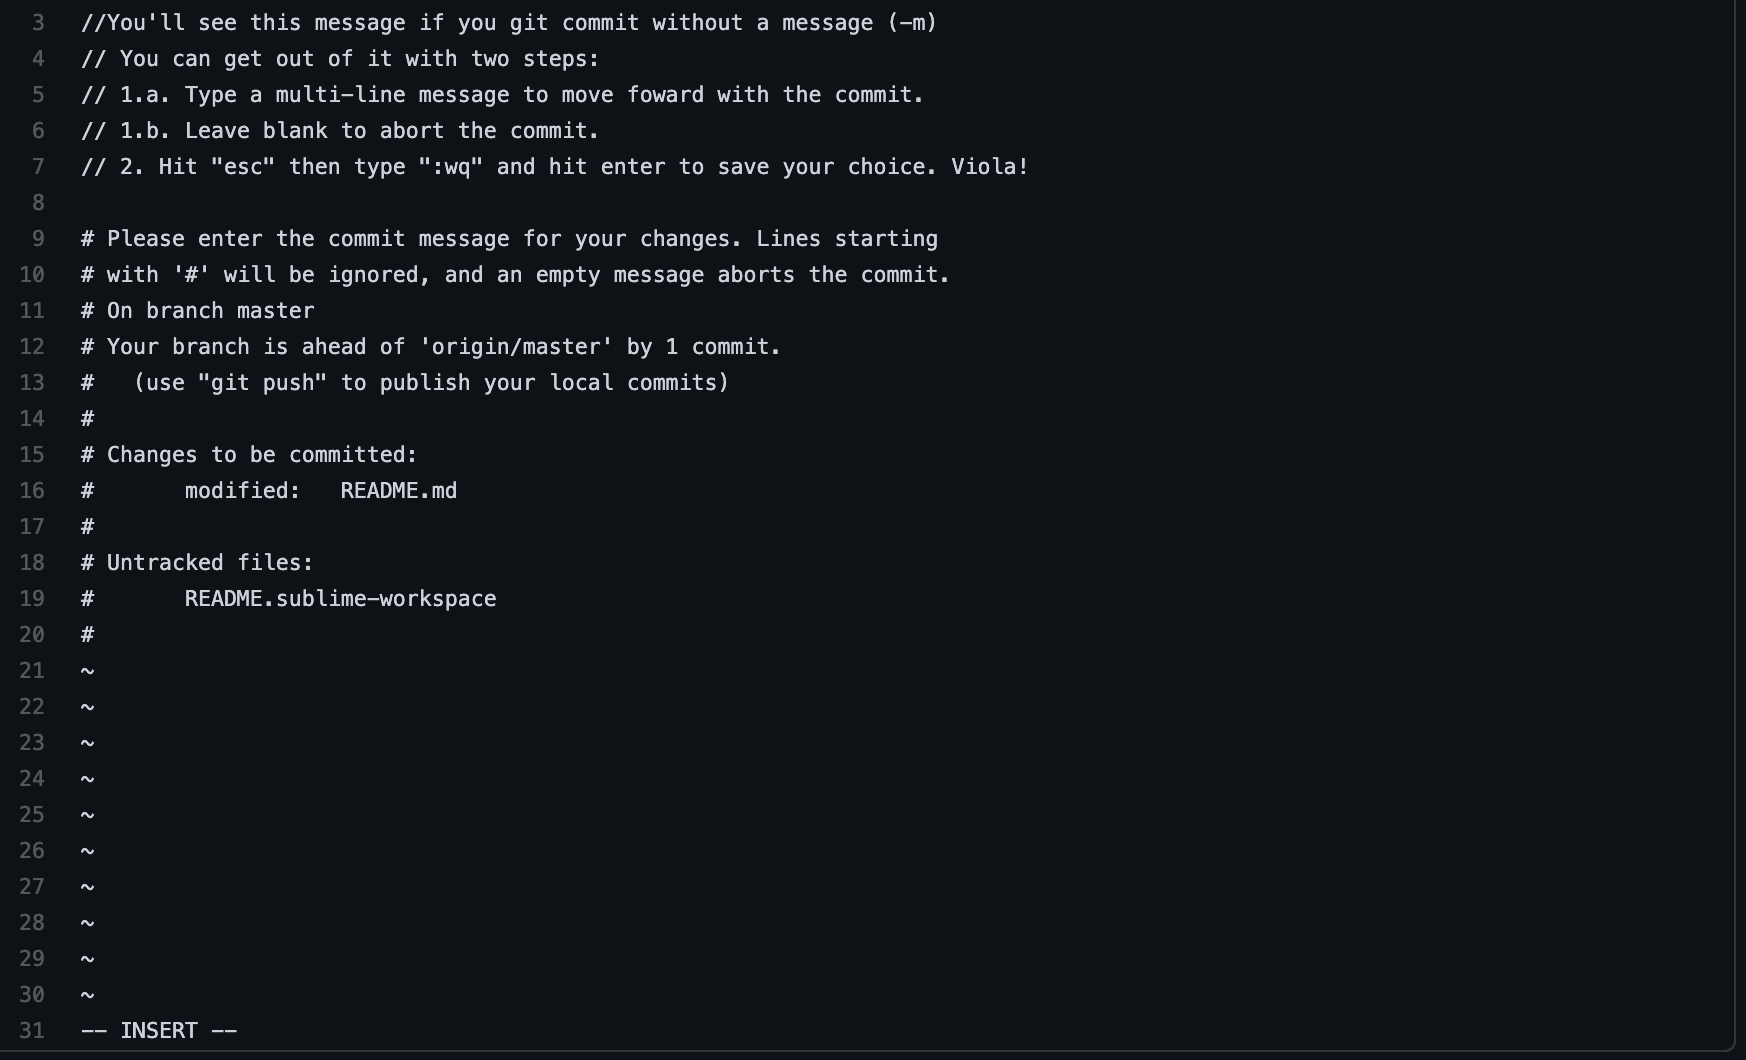 3 //You'll see this message if you git commit without a message (-m)
4 // You can get out of it with two steps:
5 // 1.a. Type a multi-line message to move foward with the commit.
6 // 1.b. Leave blank to abort the commit.
7 // 2. Hit "esc" then type ":wq" and hit enter to save your choice. Viola!
8
9 # Please enter the commit message for your changes. Lines starting
10 # with '#' will be ignored, and an empty message aborts the commit.
11 # On branch master
12 # Your branch is ahead of 'origin/master' by 1 commit.
13 #   (use "git push" to publish your local commits)
14 #
15 # Changes to be committed:
16 #       modified:   README.md
17 #
18 # Untracked files:
19 #       README.sublime-workspace
20 #
21 ~
22 ~
23 ~
24 ~
25 ~
26 ~
27 ~
28 ~
29 ~
30 ~
31 -- INSERT --